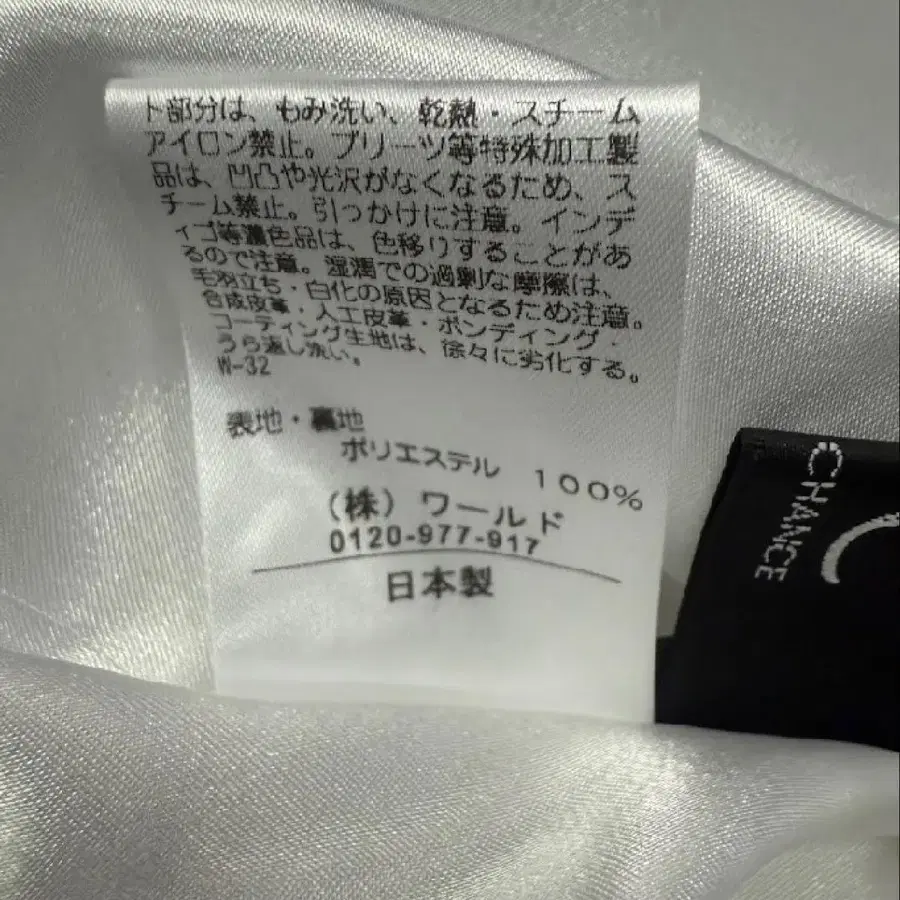 ト部分は、もみ洗い、乾熱・スチーム
アイロン禁止。プリーツ等特殊加工製
品は、凹凸や光沢がなくなるため、ス
チーム禁止。引っかけに注意。インデ
ィゴ等濃色品は、色移りすることがあ
るので注意。湿潤での過剰な摩擦は、
毛羽立ち・白化の原因となるため注意。
合成皮革・人工皮革・ボンディング・
コーティング生地は、徐々に劣化する。
うら返し洗い。
W-32
表地・裏地
ポリエステル 100%
(株)ワールド
0120-977-917
日本製
CHANCE